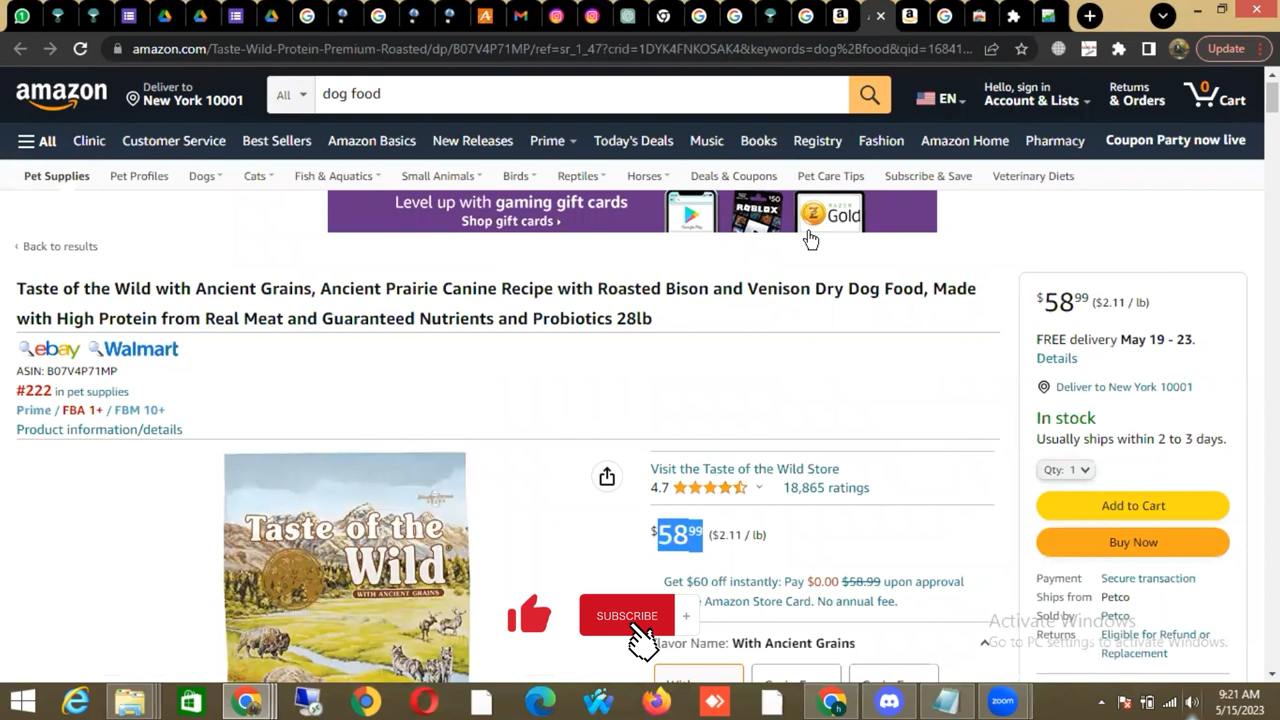 amazon.com/Taste-Wild-Protein-Premium-Roasted/dp/B07V4P71MP/ref=sr_1_47?crid=1DYK4FNKOSAK4&keywords=dog%2Bfood&qid=16841...
Update
amazon
Deliver to
New York 10001
All
dog food
EN
Hello, sign in
Account & Lists
Returns
& Orders
0
Cart
All
Clinic
Customer Service
Best Sellers
Amazon Basics
New Releases
Prime
Today's Deals
Music
Books
Registry
Fashion
Amazon Home
Pharmacy
Coupon Party now live
Pet Supplies
Pet Profiles
Dogs
Cats
Fish & Aquatics
Small Animals
Birds
Reptiles
Horses
Deals & Coupons
Pet Care Tips
Subscribe & Save
Veterinary Diets
Level up with gaming gift cards
Shop gift cards ›
Google Play
$50
ROBLOX
RAZER
Gold
‹ Back to results
Taste of the Wild with Ancient Grains, Ancient Prairie Canine Recipe with Roasted Bison and Venison Dry Dog Food, Made
with High Protein from Real Meat and Guaranteed Nutrients and Probiotics 28lb
ebay Walmart
ASIN: B07V4P71MP
#222 in pet supplies
Prime / FBA 1+ / FBM 10+
Product information/details
Taste of the
Wild
WITH ANCIENT GRAINS
Visit the Taste of the Wild Store
4.7
18,865 ratings
$58.99 ($2.11 / lb)
Get $60 off instantly: Pay $0.00 $58.99 upon approval
Amazon Store Card. No annual fee.
SUBSCRIBE
+
lavor Name: With Ancient Grains
$58.99 ($2.11 / lb)
FREE delivery May 19 - 23.
Details
Deliver to New York 10001
In stock
Usually ships within 2 to 3 days.
Qty: 1
Add to Cart
Buy Now
Payment Secure transaction
Ships from Petco
Sold by Petco
Returns Eligible for Refund or
Replacement
Activate Windows
Go to PC settings to activate Windows.
zoom
9:21 AM
5/15/2023